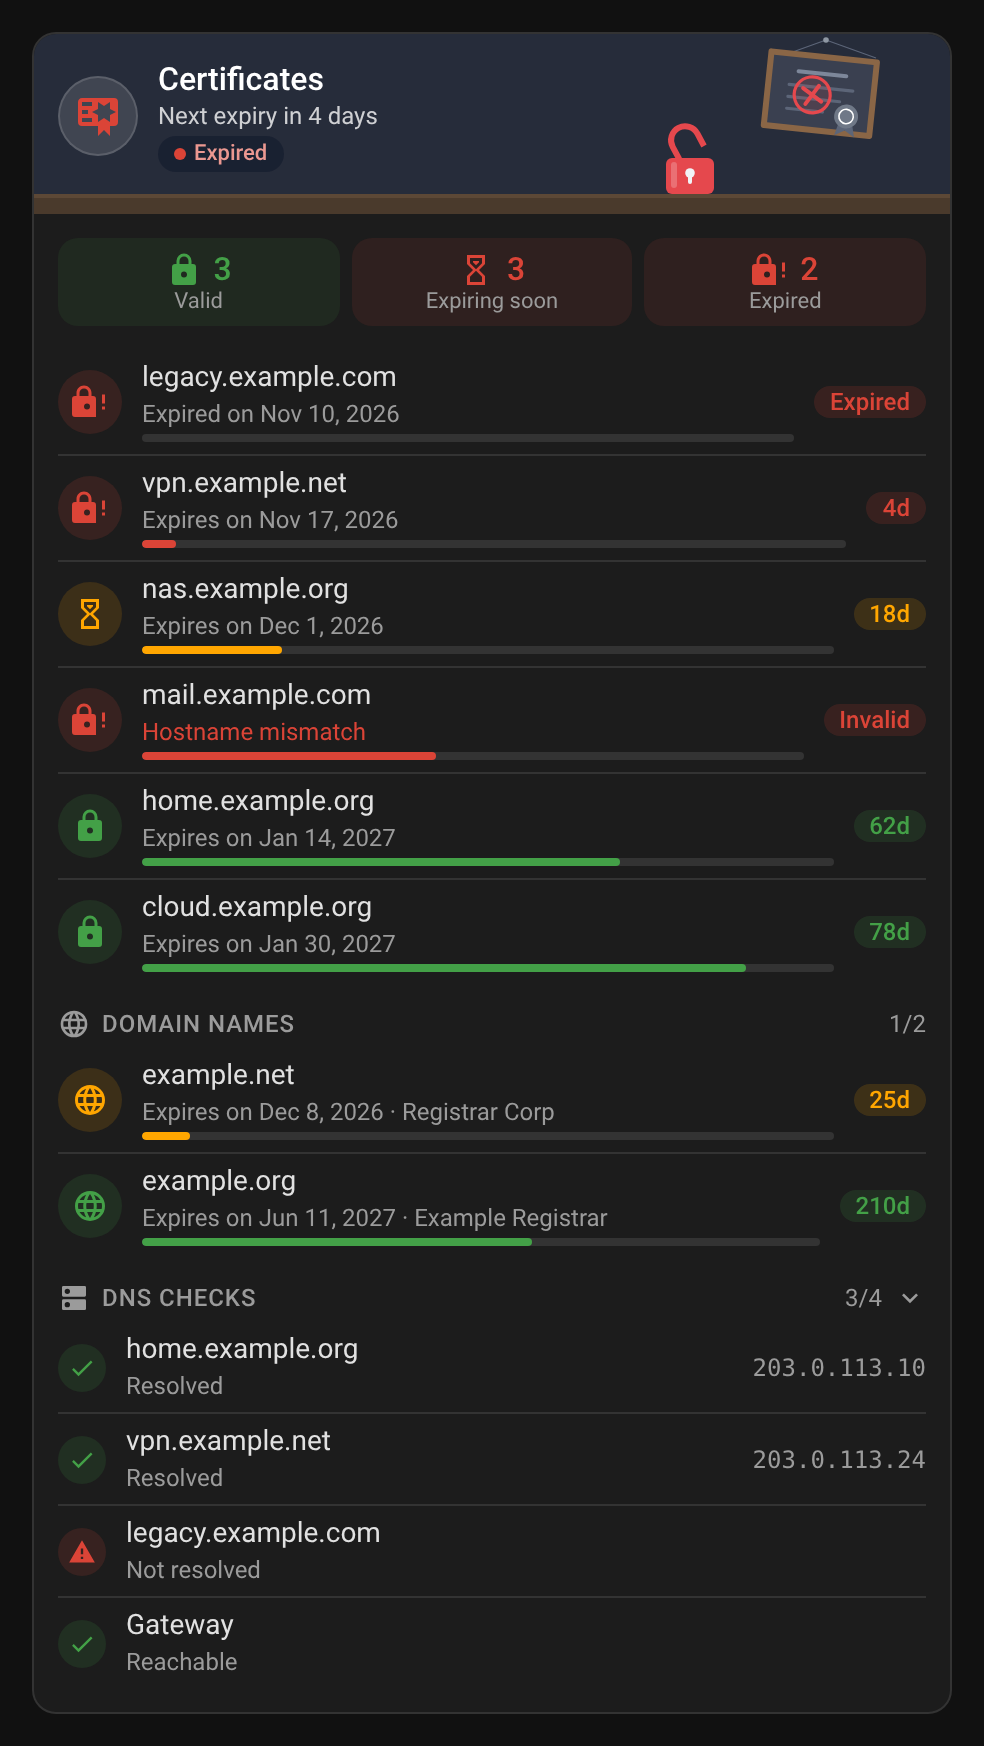 Certificates
Next expiry in 4 days
Expired
3
Valid
3
Expiring soon
2
Expired
legacy.example.com
Expired on Nov 10, 2026
Expired
vpn.example.net
Expires on Nov 17, 2026
4d
nas.example.org
Expires on Dec 1, 2026
18d
mail.example.com
Hostname mismatch
Invalid
home.example.org
Expires on Jan 14, 2027
62d
cloud.example.org
Expires on Jan 30, 2027
78d
DOMAIN NAMES 1/2
example.net
Expires on Dec 8, 2026 · Registrar Corp
25d
example.org
Expires on Jun 11, 2027 · Example Registrar
210d
DNS CHECKS 3/4
home.example.org
Resolved
203.0.113.10
vpn.example.net
Resolved
203.0.113.24
legacy.example.com
Not resolved
Gateway
Reachable